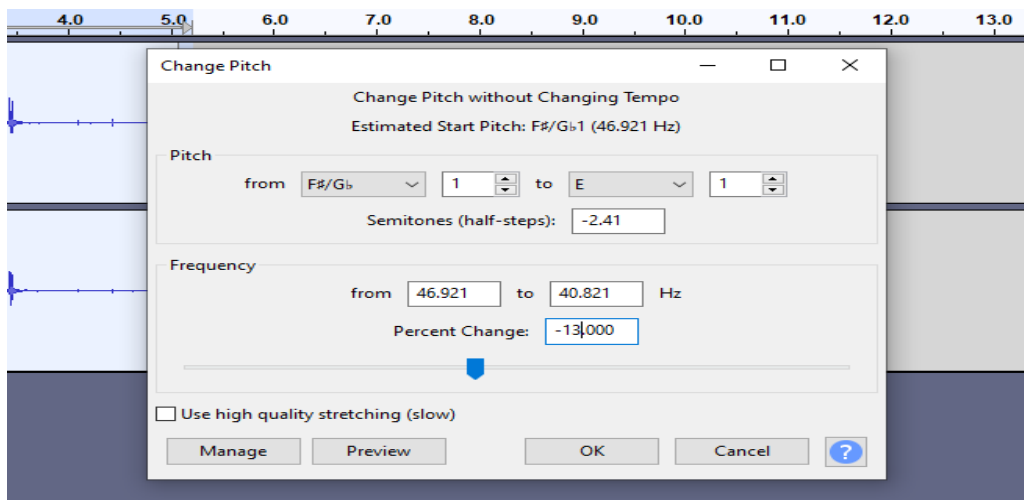 4.0 5.0 6.0 7.0 8.0 9.0 10.0 11.0 12.0 13.0
Change Pitch
Change Pitch without Changing Tempo
Estimated Start Pitch: F♯/G♭1 (46.921 Hz)
Pitch
from F♯/G♭ 1 to E 1
Semitones (half-steps): -2.41
Frequency
from 46.921 to 40.821 Hz
Percent Change: -13.000
Use high quality stretching (slow)
Manage Preview OK Cancel ?